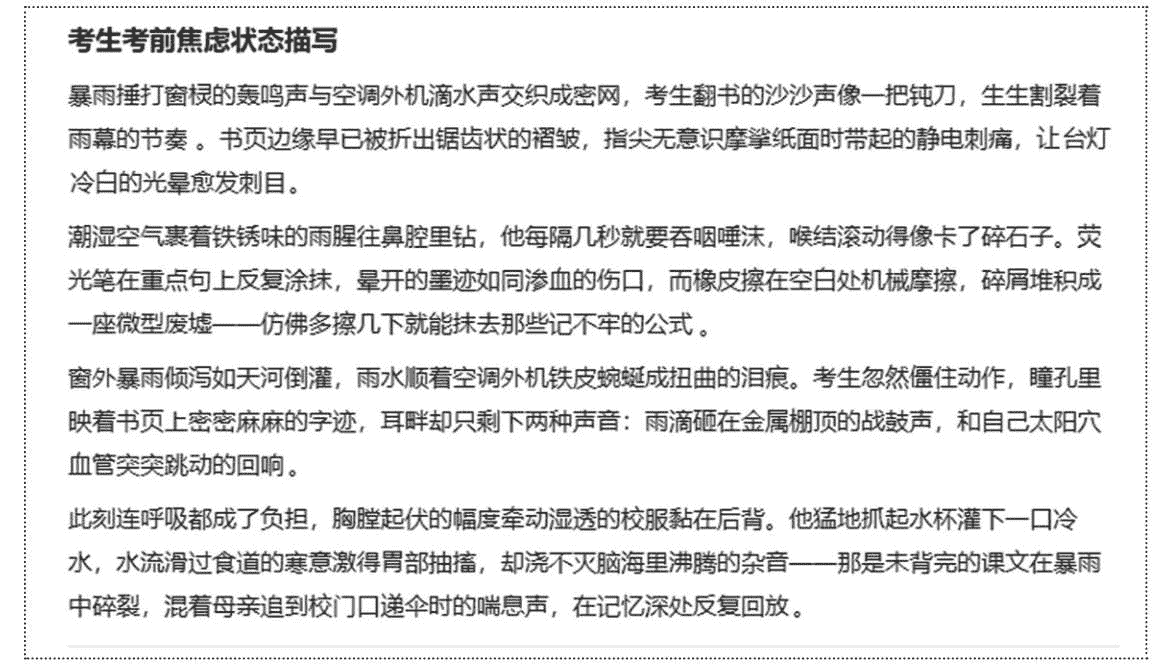 考生考前焦虑状态描写
暴雨捶打窗棂的轰鸣声与空调外机滴水声交织成密网，考生翻书的沙沙声像一把钝刀，生生割裂着
雨幕的节奏 。书页边缘早已被折出锯齿状的褶皱，指尖无意识摩挲纸面时带起的静电刺痛，让台灯
冷白的光晕愈发刺目。
潮湿空气裹着铁锈味的雨腥往鼻腔里钻，他每隔几秒就要吞咽唾沫，喉结滚动得像卡了碎石子。荧
光笔在重点句上反复涂抹，晕开的墨迹如同渗血的伤口，而橡皮擦在空白处机械摩擦，碎屑堆积成
一座微型废墟——仿佛多擦几下就能抹去那些记不牢的公式 。
窗外暴雨倾泻如天河倒灌，雨水顺着空调外机铁皮蜿蜒成扭曲的泪痕。考生忽然僵住动作，瞳孔里
映着书页上密密麻麻的字迹，耳畔却只剩下两种声音：雨滴砸在金属棚顶的战鼓声，和自己太阳穴
血管突突跳动的回响 。
此刻连呼吸都成了负担，胸膛起伏的幅度牵动湿透的校服黏在后背。他猛地抓起水杯灌下一口冷
水，水流滑过食道的寒意激得胃部抽搐，却浇不灭脑海里沸腾的杂音——那是未背完的课文在暴雨
中碎裂，混着母亲追到校门口递伞时的喘息声，在记忆深处反复回放 。